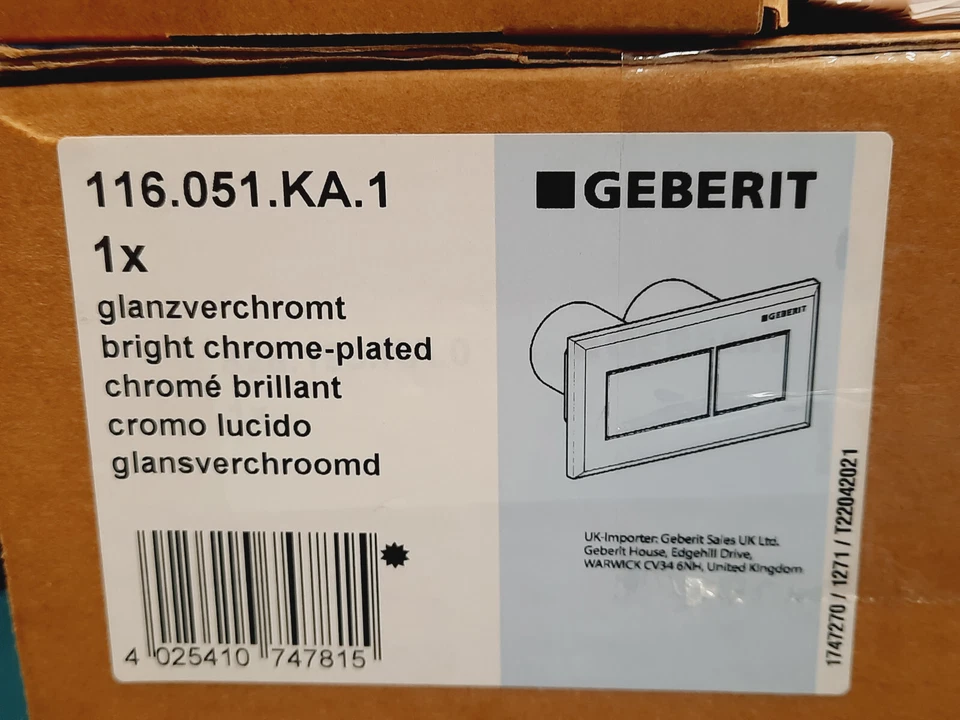 116.051.KA.1
1x
glanzverchromt
bright chrome-plated
chromé brillant
cromo lucido
glansverchroomd
4 025410 747815
GEBERIT
GEBERIT
UK-Importer: Geberit Sales UK Ltd.
Geberit House, Edgehill Drive,
WARWICK CV34 6NH, United Kingdom
1747270 / 1271 / T22042021